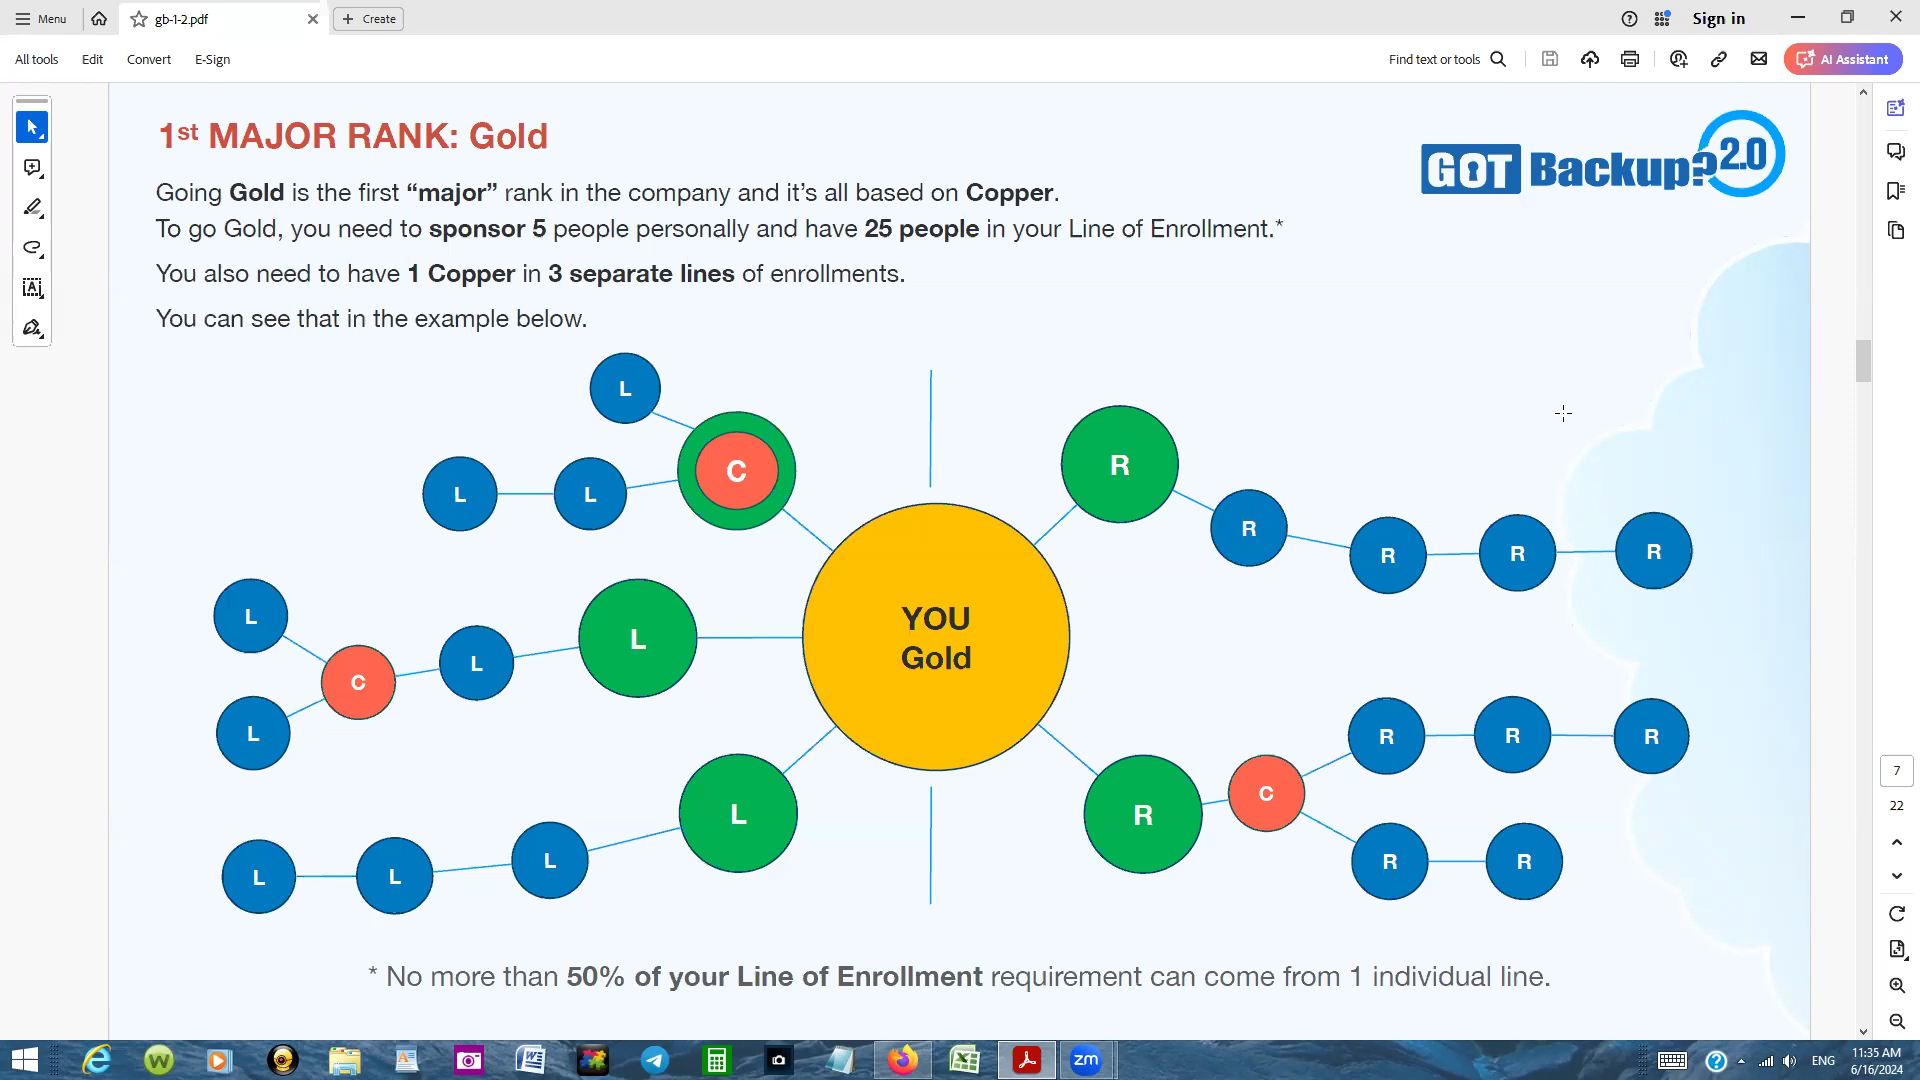 Menu
gb-1-2.pdf
Create
Sign in
All tools
Edit
Convert
E-Sign
Find text or tools
AI Assistant
1st MAJOR RANK: Gold
GOT Backup? 2.0
Going Gold is the first “major” rank in the company and it’s all based on Copper.
To go Gold, you need to sponsor 5 people personally and have 25 people in your Line of Enrollment.*
You also need to have 1 Copper in 3 separate lines of enrollments.
You can see that in the example below.
L
L L C
R
R R R R
L
C L L
L
YOU
Gold
L L L L
R C
R R R
R R
* No more than 50% of your Line of Enrollment requirement can come from 1 individual line.
7
22
zm
ENG
11:35 AM
6/16/2024